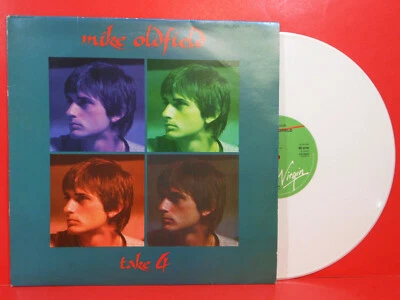 mike oldfield
take 4
Virgin